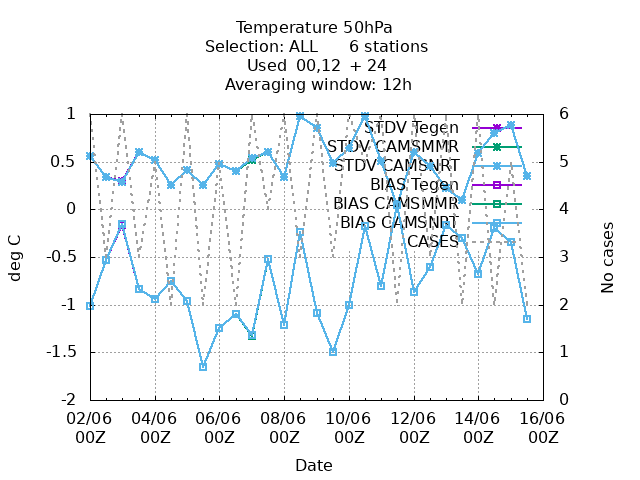 Temperature 50hPa
Selection: ALL 6 stations
Used 00,12 + 24
Averaging window: 12h
1 6
STDV Tegen
STDV CAMSMMR
0.5 5
STDV CAMSNRT
BIAS Tegen
BIAS CAMSMMR
0 4
BIAS CAMSNRT
CASES
-0.5 3
-1 2
-1.5 1
-2 0
deg C
No cases
02/06 04/06 06/06 08/06 10/06 12/06 14/06 16/06
00Z 00Z 00Z 00Z 00Z 00Z 00Z 00Z
Date